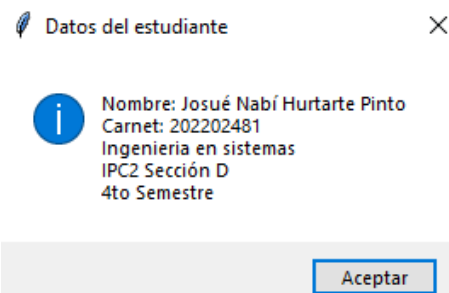 Datos del estudiante
Nombre: Josué Nabí Hurtarte Pinto
Carnet: 202202481
Ingenieria en sistemas
IPC2 Sección D
4to Semestre
Aceptar